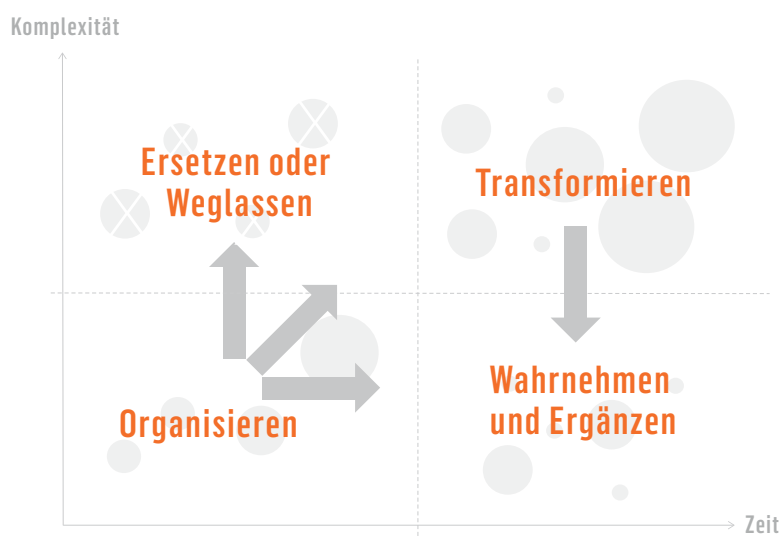 Komplexität
Ersetzen oder
Weglassen
Transformieren
Organisieren
Wahrnehmen
und Ergänzen
Zeit